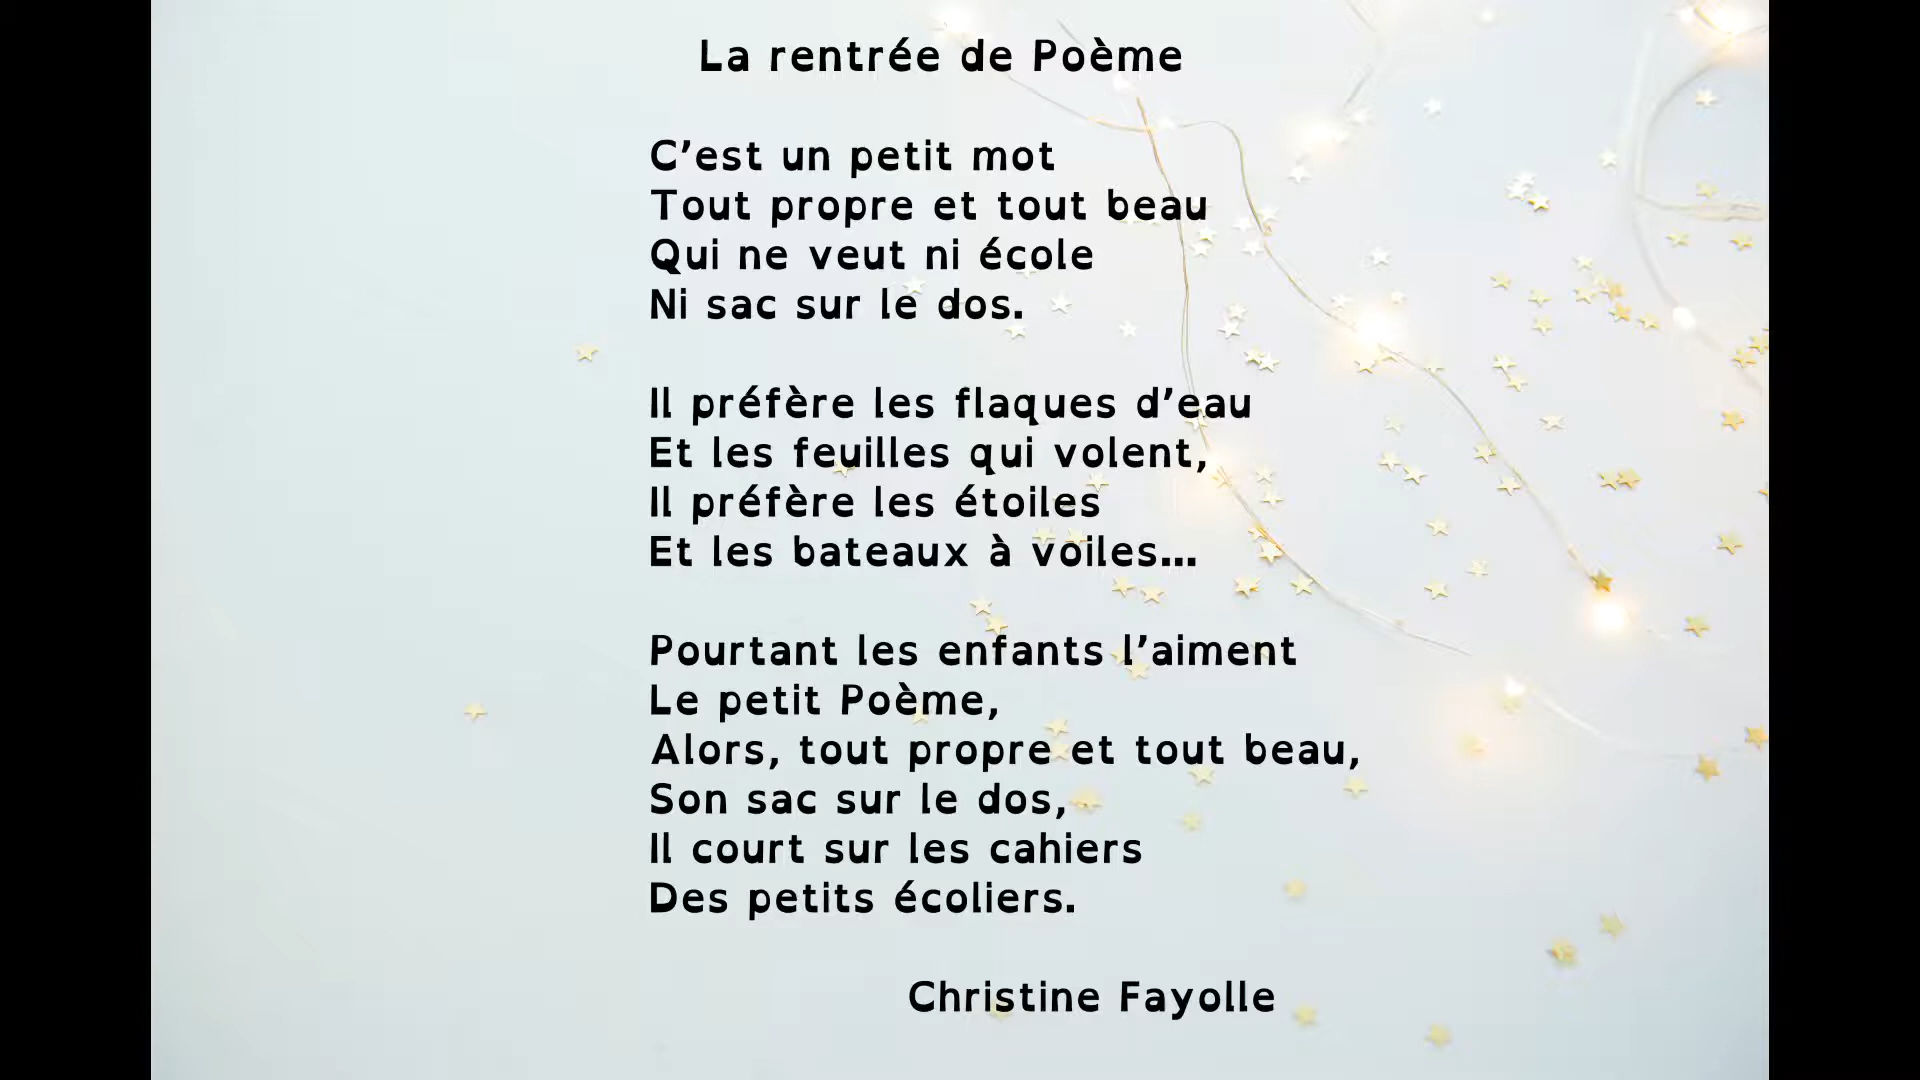 La rentrée de Poème
C’est un petit mot
Tout propre et tout beau
Qui ne veut ni école
Ni sac sur le dos.
Il préfère les flaques d’eau
Et les feuilles qui volent,
Il préfère les étoiles
Et les bateaux à voiles...
Pourtant les enfants l’aiment
Le petit Poème,
Alors, tout propre et tout beau,
Son sac sur le dos,
Il court sur les cahiers
Des petits écoliers.
Christine Fayolle